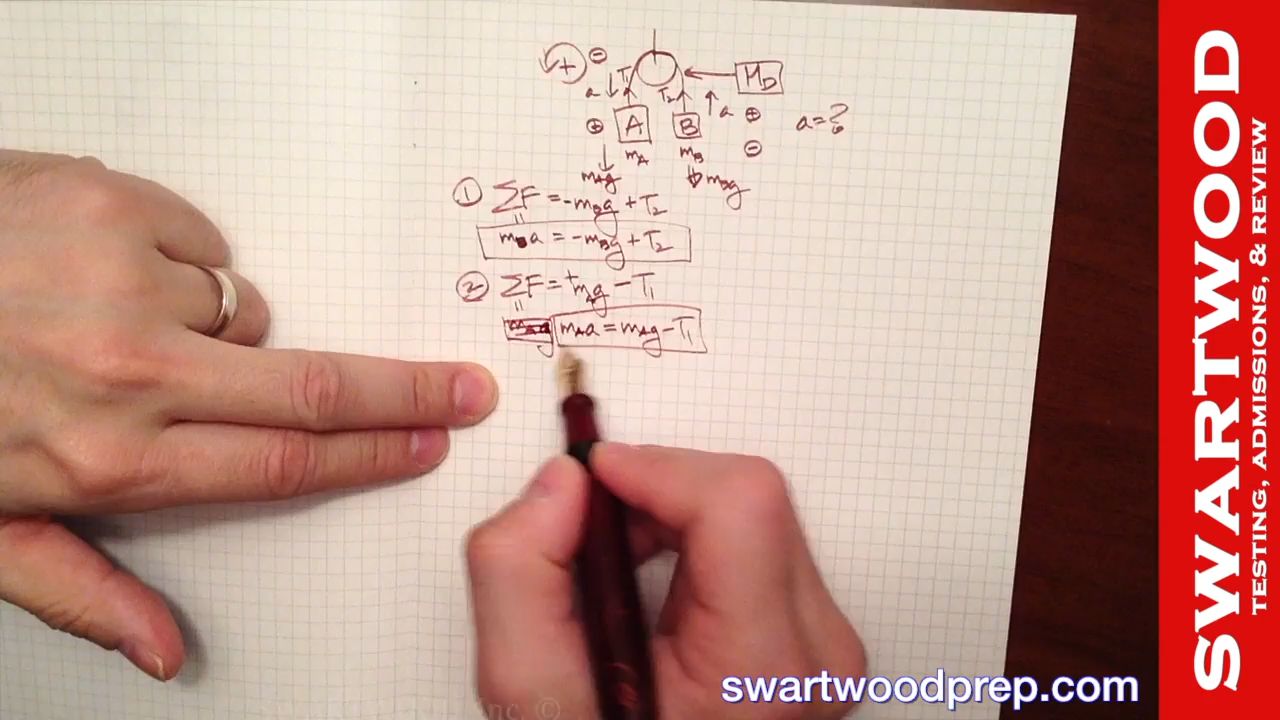 ⊕ ⊖ T₁ T₂ M_D
a a ⊕ a=?
⊕ A B ⊖
m_A m_B
m_Ag m_Bg
① ΣF = -m_Bg + T₂
m_Ba = -m_Bg + T₂
② ΣF = +m_Ag - T₁
m_Aa = m_Ag - T₁
SWARTWOOD
TESTING, ADMISSIONS, & REVIEW
swartwoodprep.com